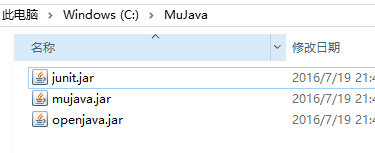 此电脑 > Windows (C:) > MuJava
名称 修改日期
junit.jar 2016/7/19 21:4
mujava.jar 2016/7/19 21:4
openjava.jar 2016/7/19 21:4